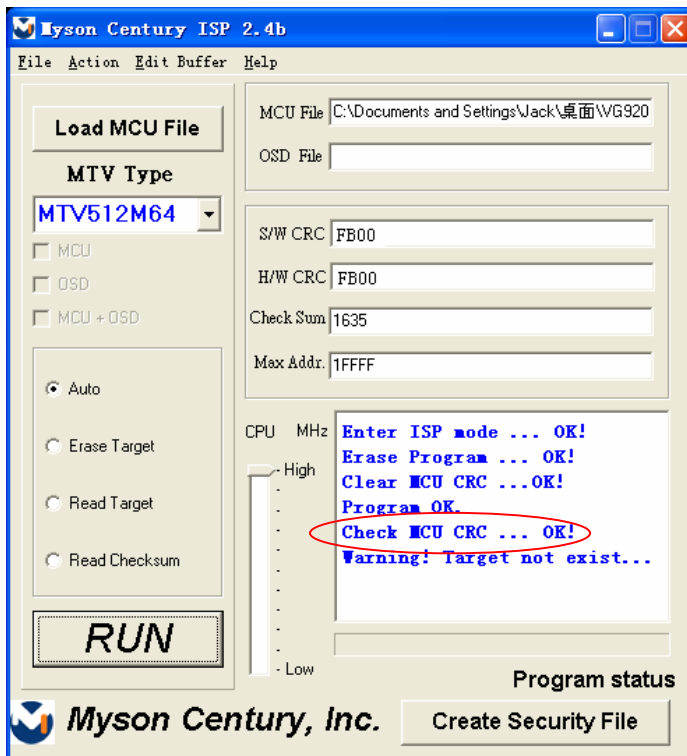 Myson Century ISP 2.4b
File Action Edit Buffer Help
Load MCU File
MTV Type
MTV512M64
MCU
OSD
MCU + OSD
Auto
Erase Target
Read Target
Read Checksum
RUN
MCU File C:\Documents and Settings\Jack\桌面\VG920
OSD File
S/W CRC FB00
H/W CRC FB00
Check Sum 1635
Max Addr. 1FFFF
CPU MHz
High
Low
Enter ISP mode ... OK!
Erase Program ... OK!
Clear MCU CRC ...OK!
Program OK.
Check MCU CRC ... OK!
Warning! Target not exist...
Program status
Myson Century, Inc.
Create Security File